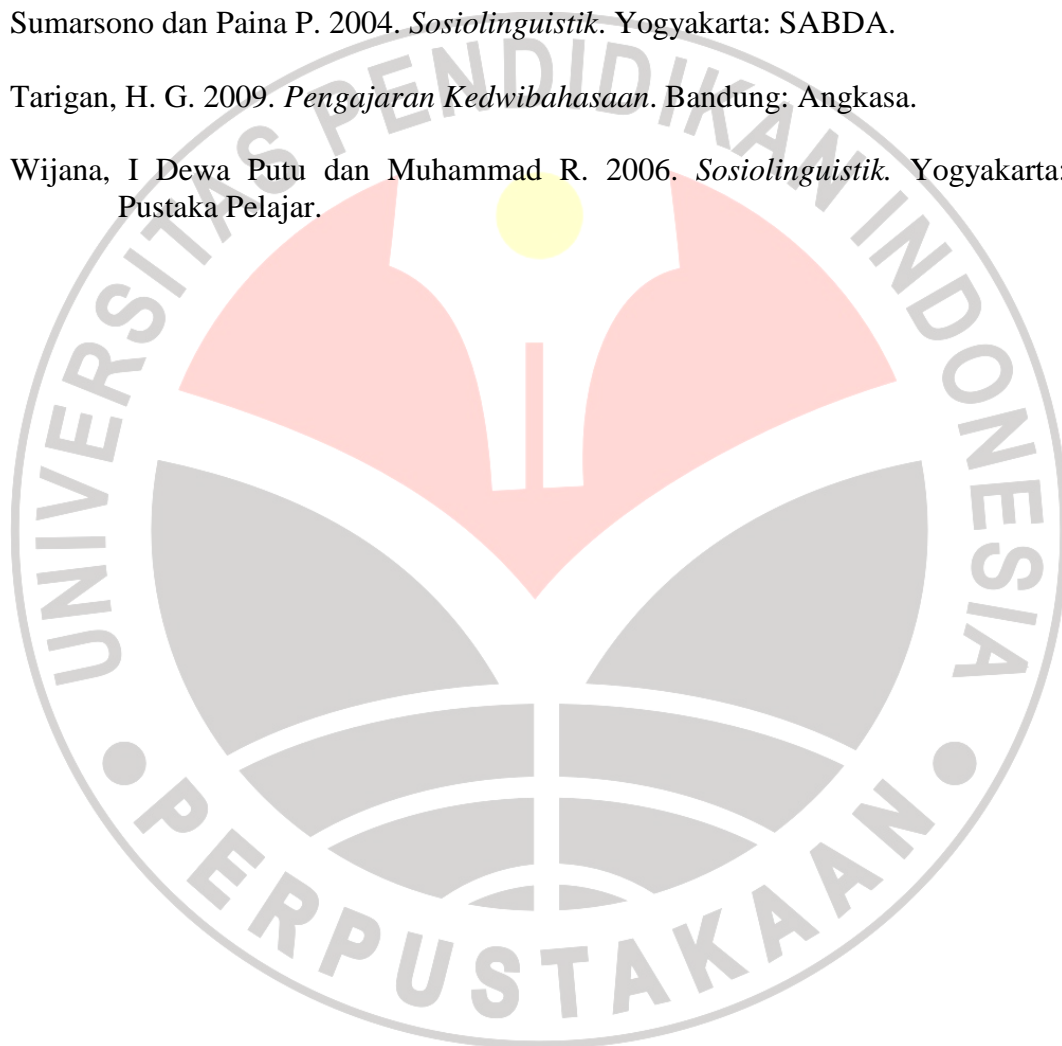 Sumarsono dan Paina P. 2004. Sosiolinguistik. Yogyakarta: SABDA.
Tarigan, H. G. 2009. Pengajaran Kedwibahasaan. Bandung: Angkasa.
Wijana, I Dewa Putu dan Muhammad R. 2006. Sosiolinguistik. Yogyakarta:
Pustaka Pelajar.
UNIVERSITAS PENDIDIKAN INDONESIA
PERPUSTAKAAN